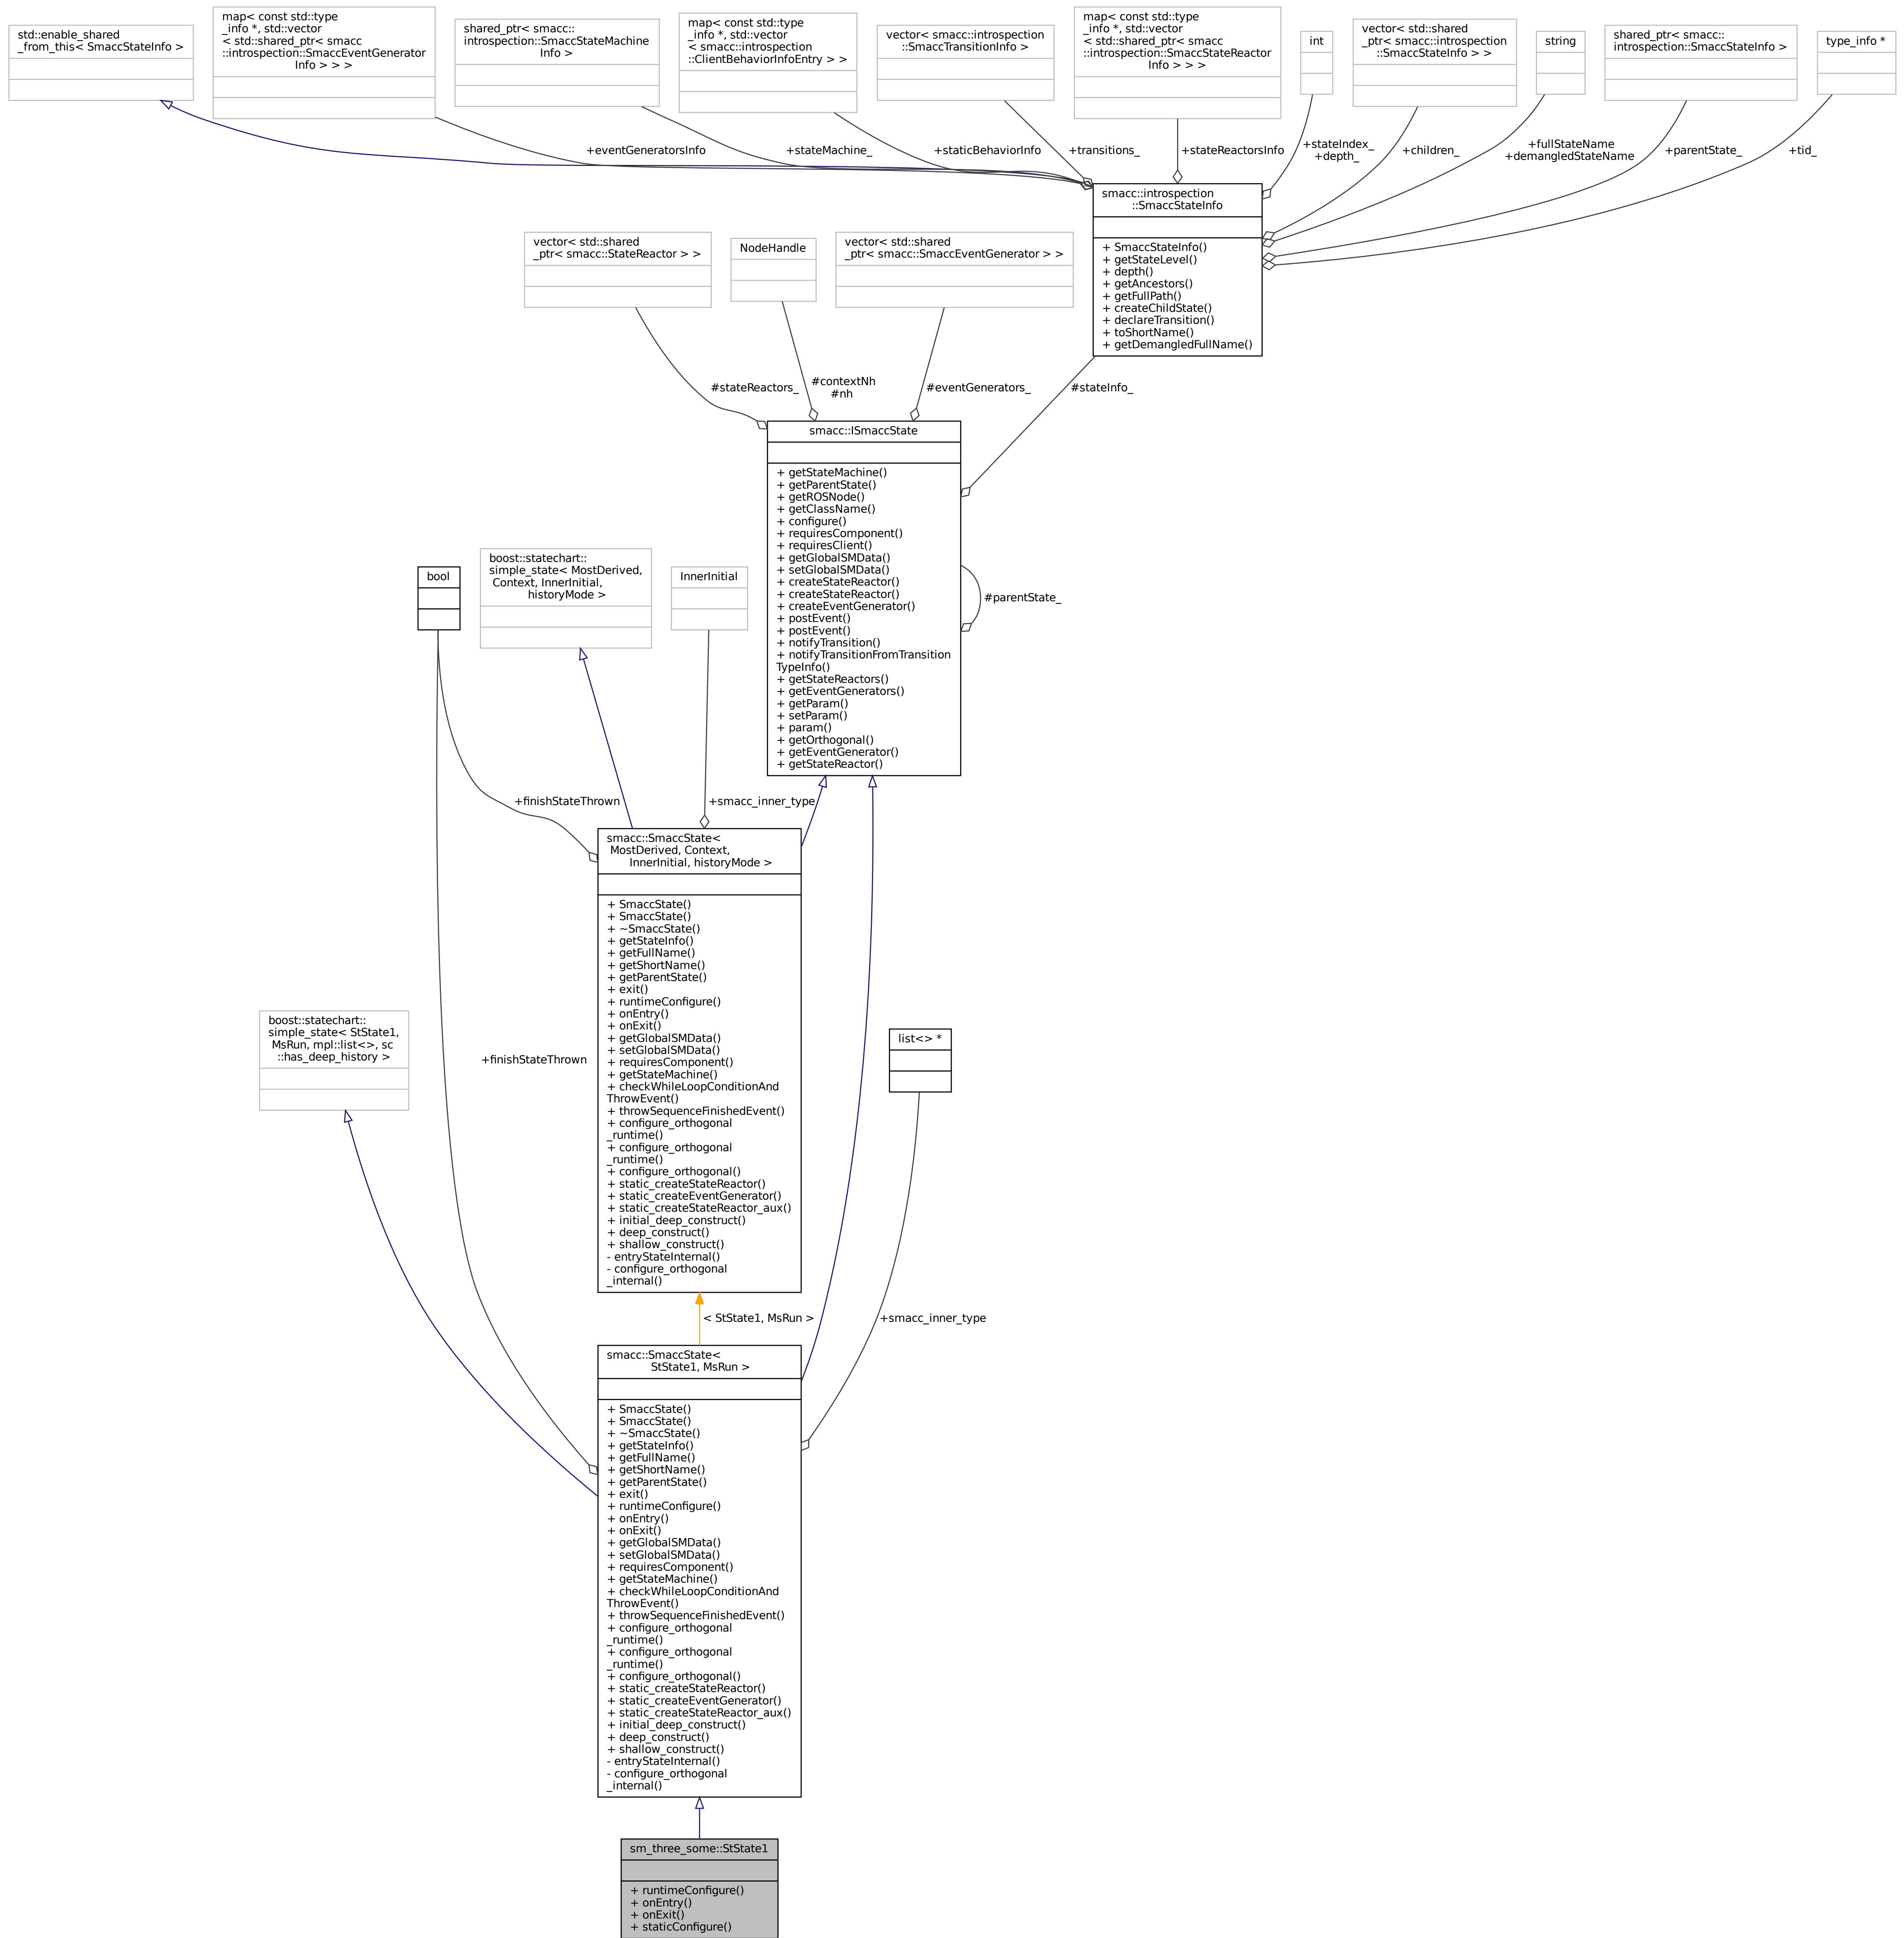 std::enable_shared
_from_this< SmaccStateInfo >
map< const std::type
_info *, std::vector
< std::shared_ptr< smacc
::introspection::SmaccEventGenerator
Info > > >
shared_ptr< smacc::
introspection::SmaccStateMachine
Info >
map< const std::type
_info *, std::vector
< smacc::introspection
::ClientBehaviorInfoEntry > >
vector< smacc::introspection
::SmaccTransitionInfo >
map< const std::type
_info *, std::vector
< std::shared_ptr< smacc
::introspection::SmaccStateReactor
Info > > >
int
vector< std::shared
_ptr< smacc::introspection
::SmaccStateInfo > >
string
shared_ptr< smacc::
introspection::SmaccStateInfo >
type_info *
+eventGeneratorsInfo
+stateMachine_
+staticBehaviorInfo
+transitions_
+stateReactorsInfo
+stateIndex_
+depth_
+children_
+fullStateName
+demangledStateName
+parentState_
+tid_
smacc::introspection
::SmaccStateInfo
+ SmaccStateInfo()
+ getStateLevel()
+ depth()
+ getAncestors()
+ getFullPath()
+ createChildState()
+ declareTransition()
+ toShortName()
+ getDemangledFullName()
vector< std::shared
_ptr< smacc::StateReactor > >
NodeHandle
vector< std::shared
_ptr< smacc::SmaccEventGenerator > >
#stateReactors_
#contextNh
#nh
#eventGenerators_
#stateInfo_
smacc::ISmaccState
+ getStateMachine()
+ getParentState()
+ getROSNode()
+ getClassName()
+ configure()
+ requiresComponent()
+ requiresClient()
+ getGlobalSMData()
+ setGlobalSMData()
+ createStateReactor()
+ createStateReactor()
+ createEventGenerator()
+ postEvent()
+ postEvent()
+ notifyTransition()
+ notifyTransitionFromTransition
TypeInfo()
+ getStateReactors()
+ getEventGenerators()
+ getParam()
+ setParam()
+ param()
+ getOrthogonal()
+ getEventGenerator()
+ getStateReactor()
#parentState_
bool
boost::statechart::
simple_state< MostDerived,
Context, InnerInitial,
historyMode >
InnerInitial
+finishStateThrown
+smacc_inner_type
smacc::SmaccState<
MostDerived, Context,
InnerInitial, historyMode >
+ SmaccState()
+ SmaccState()
+ ~SmaccState()
+ getStateInfo()
+ getFullName()
+ getShortName()
+ getParentState()
+ exit()
+ runtimeConfigure()
+ onEntry()
+ onExit()
+ getGlobalSMData()
+ setGlobalSMData()
+ requiresComponent()
+ getStateMachine()
+ checkWhileLoopConditionAnd
ThrowEvent()
+ throwSequenceFinishedEvent()
+ configure_orthogonal
_runtime()
+ configure_orthogonal
_runtime()
+ configure_orthogonal()
+ static_createStateReactor()
+ static_createEventGenerator()
+ static_createStateReactor_aux()
+ initial_deep_construct()
+ deep_construct()
+ shallow_construct()
- entryStateInternal()
- configure_orthogonal
_internal()
boost::statechart::
simple_state< StState1,
MsRun, mpl::list<>, sc
::has_deep_history >
+finishStateThrown
list<> *
< StState1, MsRun >
+smacc_inner_type
smacc::SmaccState<
StState1, MsRun >
+ SmaccState()
+ SmaccState()
+ ~SmaccState()
+ getStateInfo()
+ getFullName()
+ getShortName()
+ getParentState()
+ exit()
+ runtimeConfigure()
+ onEntry()
+ onExit()
+ getGlobalSMData()
+ setGlobalSMData()
+ requiresComponent()
+ getStateMachine()
+ checkWhileLoopConditionAnd
ThrowEvent()
+ throwSequenceFinishedEvent()
+ configure_orthogonal
_runtime()
+ configure_orthogonal
_runtime()
+ configure_orthogonal()
+ static_createStateReactor()
+ static_createEventGenerator()
+ static_createStateReactor_aux()
+ initial_deep_construct()
+ deep_construct()
+ shallow_construct()
- entryStateInternal()
- configure_orthogonal
_internal()
sm_three_some::StState1
+ runtimeConfigure()
+ onEntry()
+ onExit()
+ staticConfigure()